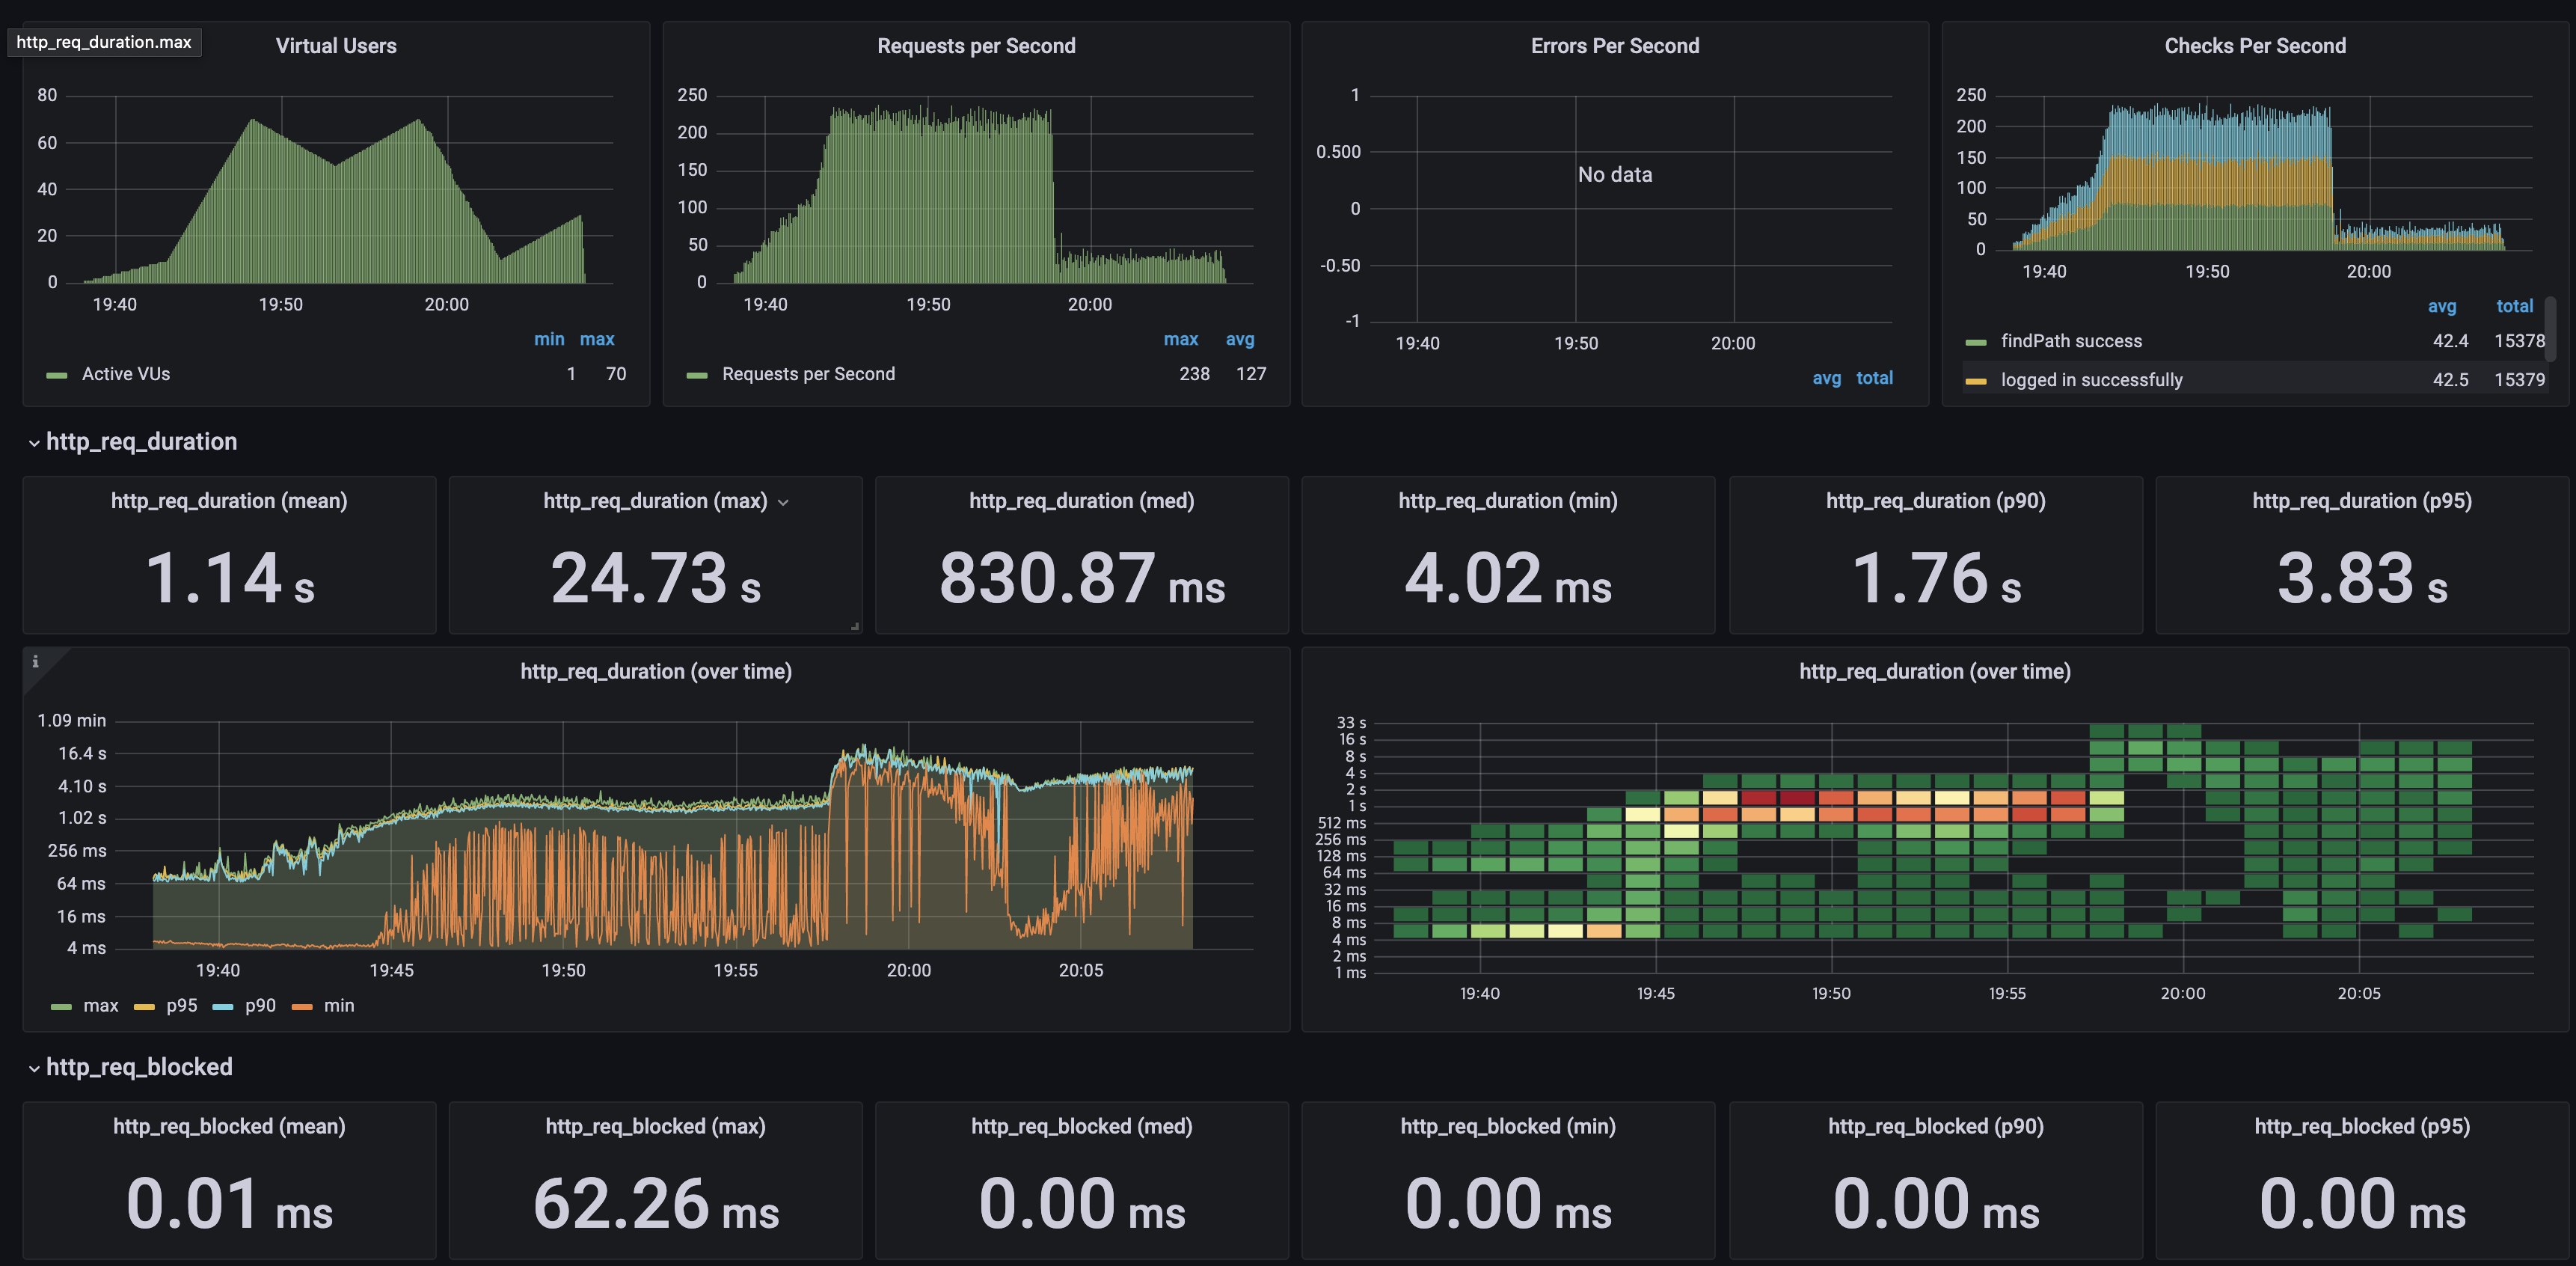 http_req_duration.max
Virtual Users
80
60
40
20
0
19:40 19:50 20:00
min max
Active VUs 1 70
Requests per Second
250
200
150
100
50
0
19:40 19:50 20:00
max avg
Requests per Second 238 127
Errors Per Second
1
0.500
0
-0.50
-1
No data
19:40 19:50 20:00
avg total
Checks Per Second
250
200
150
100
50
0
19:40 19:50 20:00
avg total
findPath success 42.4 15378
logged in successfully 42.5 15379
http_req_duration
http_req_duration (mean)
1.14 s
http_req_duration (max)
24.73 s
http_req_duration (med)
830.87 ms
http_req_duration (min)
4.02 ms
http_req_duration (p90)
1.76 s
http_req_duration (p95)
3.83 s
i
http_req_duration (over time)
1.09 min
16.4 s
4.10 s
1.02 s
256 ms
64 ms
16 ms
4 ms
19:40 19:45 19:50 19:55 20:00 20:05
max p95 p90 min
http_req_duration (over time)
33 s
16 s
8 s
4 s
2 s
1 s
512 ms
256 ms
128 ms
64 ms
32 ms
16 ms
8 ms
4 ms
2 ms
1 ms
19:40 19:45 19:50 19:55 20:00 20:05
http_req_blocked
http_req_blocked (mean)
0.01 ms
http_req_blocked (max)
62.26 ms
http_req_blocked (med)
0.00 ms
http_req_blocked (min)
0.00 ms
http_req_blocked (p90)
0.00 ms
http_req_blocked (p95)
0.00 ms